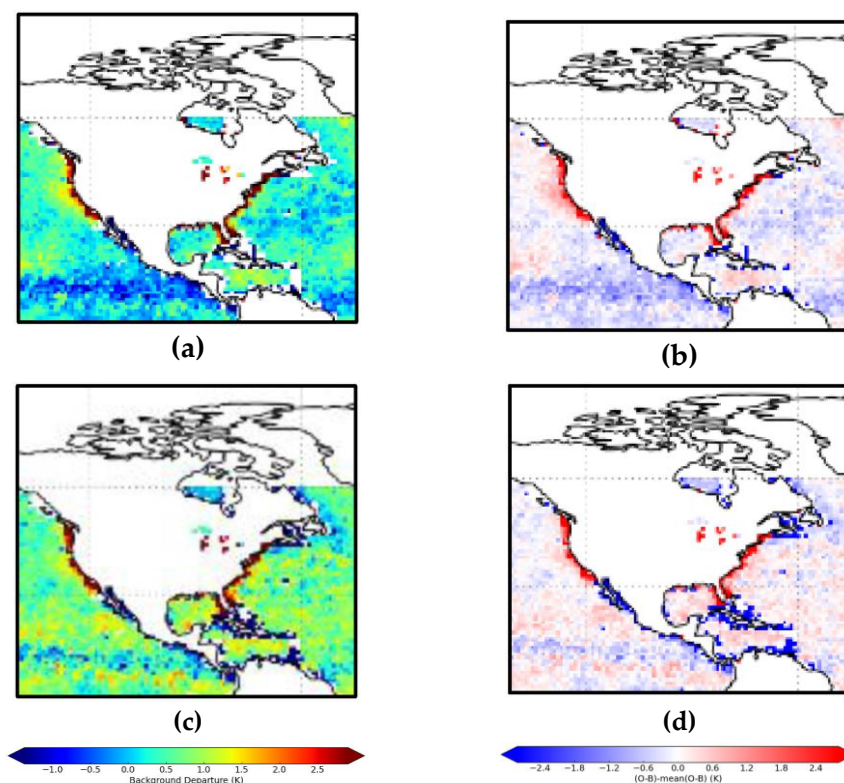 (a)
(b)
(c)
(d)
−1.0 −0.5 0.0 0.5 1.0 1.5 2.0 2.5
Background Departure (K)
−2.4 −1.8 −1.2 −0.6 0.0 0.6 1.2 1.8 2.4
(O-B)-mean(O-B) (K)